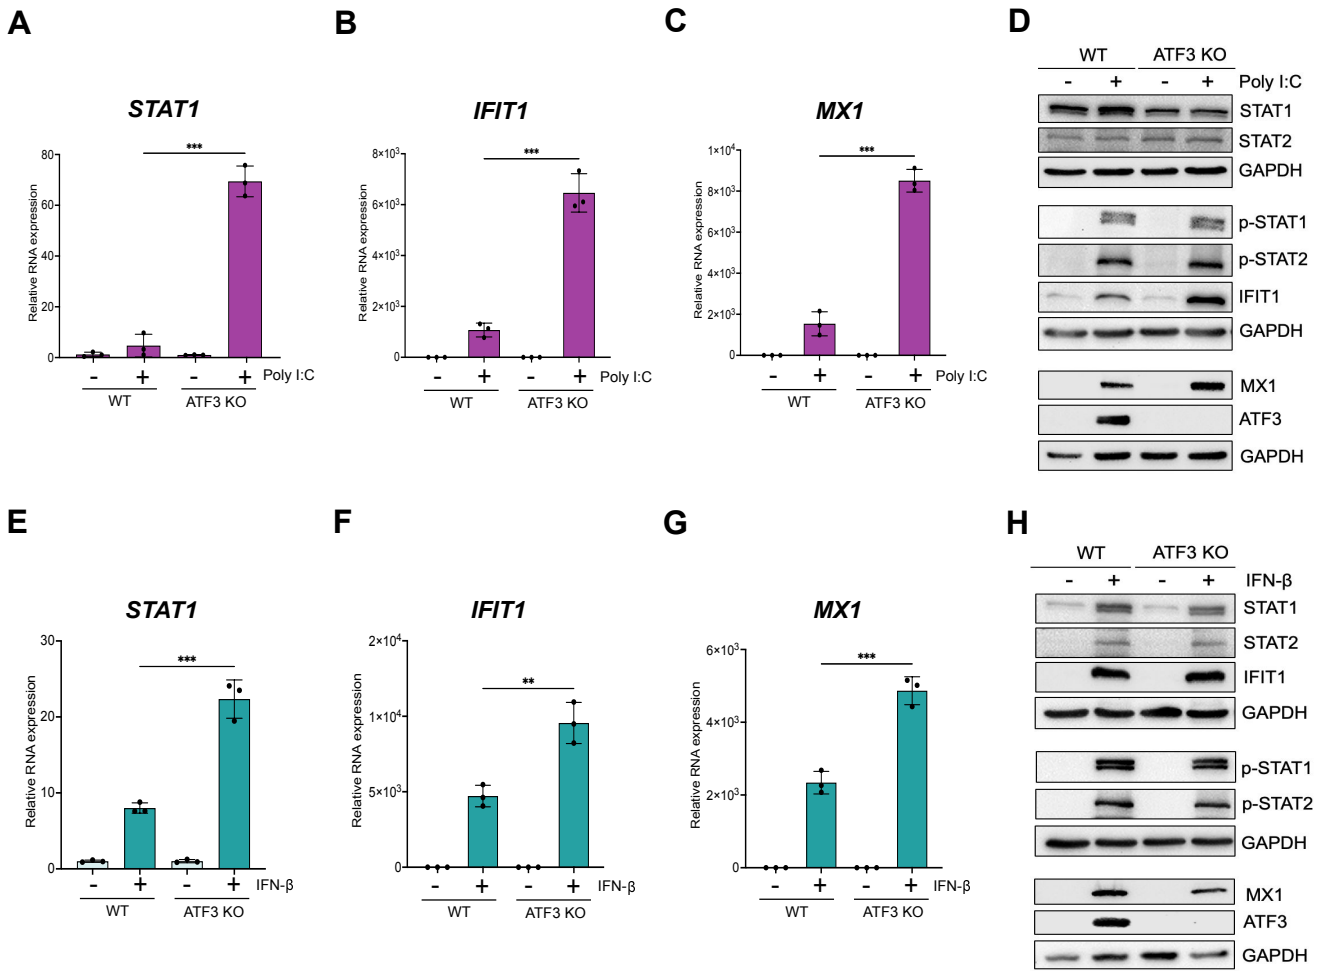 A
B
C
D
STAT1
Relative RNA expression
80
60
40
20
0
***
- + - +
Poly I:C
WT ATF3 KO
IFIT1
Relative RNA expression
8×10³
6×10³
4×10³
2×10³
0
***
- + - +
Poly I:C
WT ATF3 KO
MX1
Relative RNA expression
1×10⁴
8×10³
6×10³
4×10³
2×10³
0
***
- + - +
Poly I:C
WT ATF3 KO
WT ATF3 KO
- + - + Poly I:C
STAT1
STAT2
GAPDH
p-STAT1
p-STAT2
IFIT1
GAPDH
MX1
ATF3
GAPDH
E
F
G
H
STAT1
Relative RNA expression
30
20
10
0
***
- + - +
IFN-β
WT ATF3 KO
IFIT1
Relative RNA expression
2×10⁴
1×10⁴
5×10³
0
**
- + - +
IFN-β
WT ATF3 KO
MX1
Relative RNA expression
6×10³
4×10³
2×10³
0
***
- + - +
IFN-β
WT ATF3 KO
WT ATF3 KO
- + - + IFN-β
STAT1
STAT2
IFIT1
GAPDH
p-STAT1
p-STAT2
GAPDH
MX1
ATF3
GAPDH